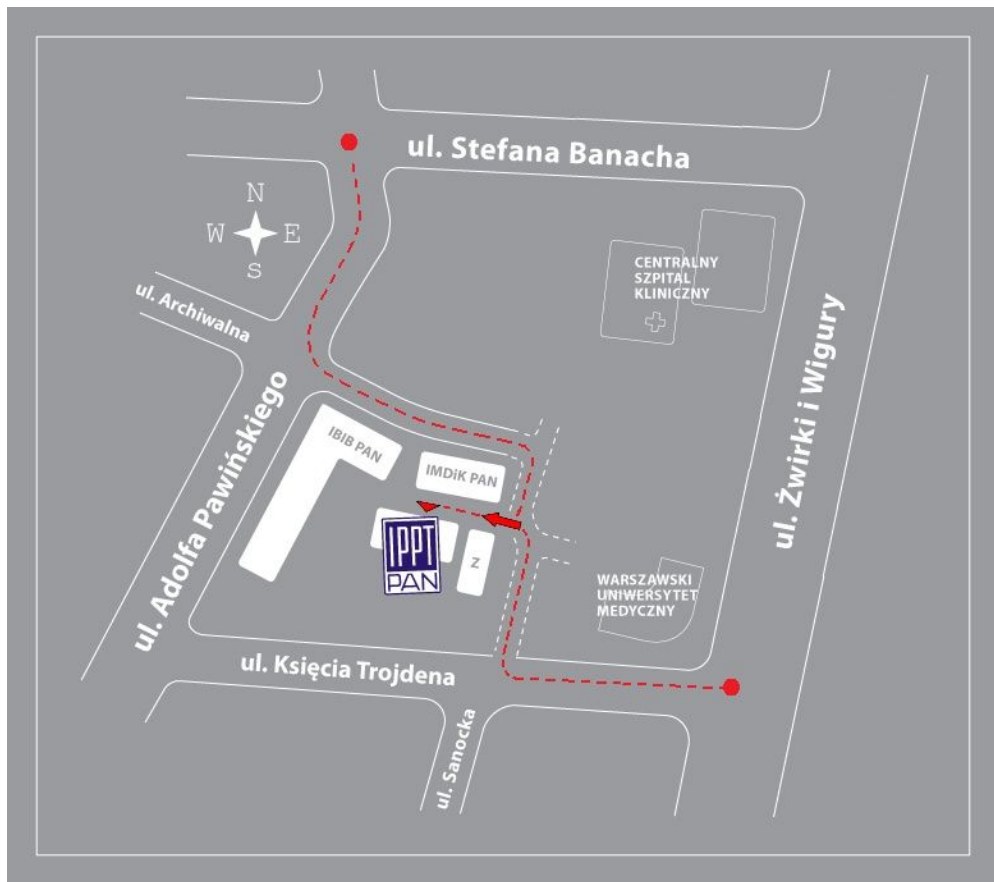 ul. Stefana Banacha
N
W E
S
CENTRALNY
SZPITAL
KLINICZNY
ul. Archiwalna
ul. Żwirki i Wigury
ul. Adolfa Pawińskiego
IBIB PAN
IMDiK PAN
IPPT
PAN
Z
WARSZAWSKI
UNIWERSYTET
MEDYCZNY
ul. Księcia Trojdena
ul. Sanocka